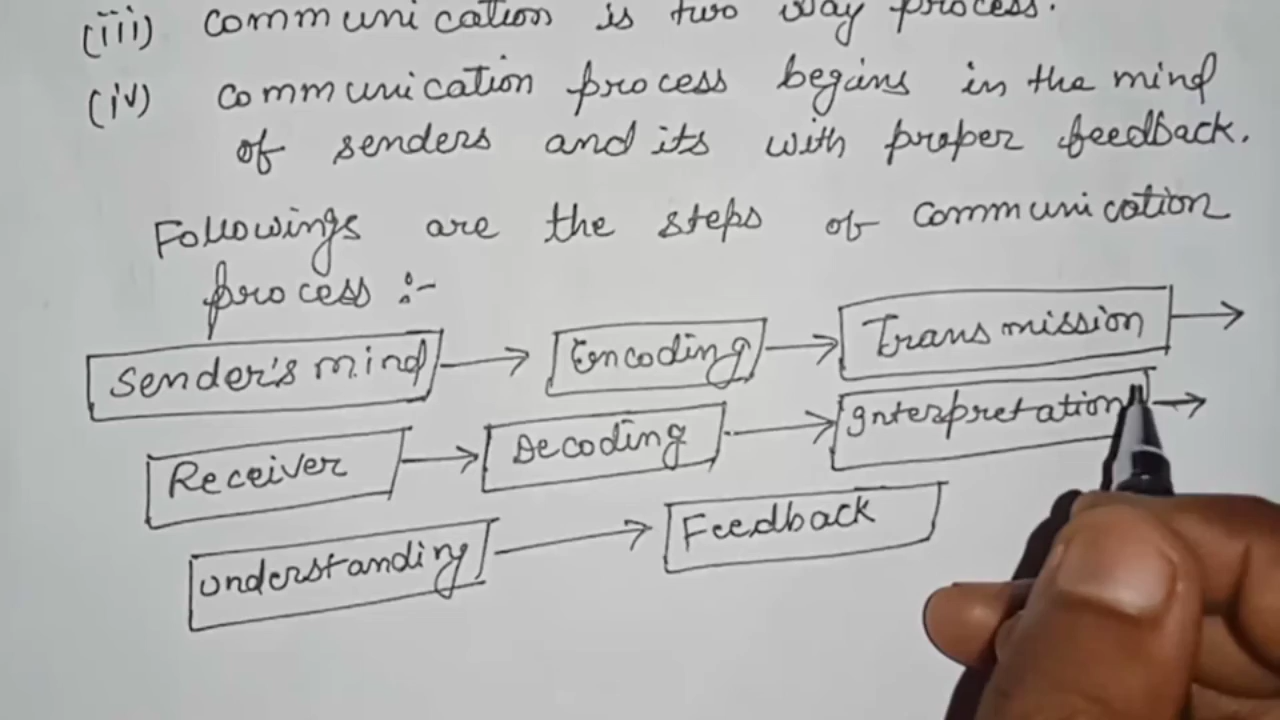 (iii) communication is two way process.
(iv) communication process begins in the mind
of senders and its with proper feedback.
Followings are the steps of communication
process :-
Sender's mind → Encoding → Transmission →
Receiver → Decoding → Interpretation →
understanding → Feedback